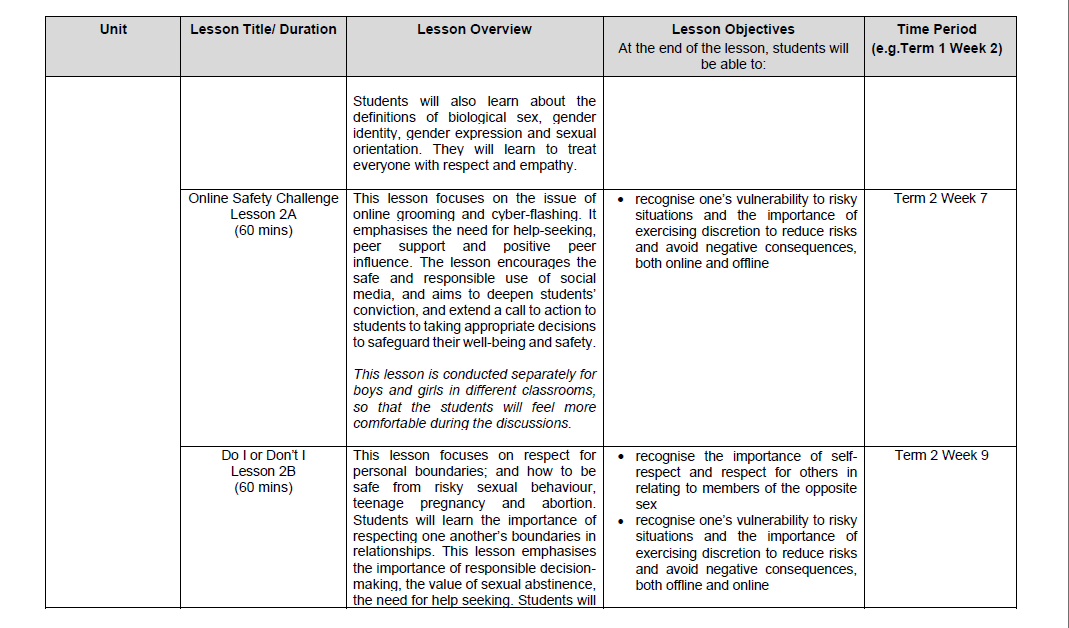 Unit
Lesson Title/ Duration
Lesson Overview
Lesson Objectives
At the end of the lesson, students will
be able to:
Time Period
(e.g.Term 1 Week 2)
Students will also learn about the
definitions of biological sex, gender
identity, gender expression and sexual
orientation. They will learn to treat
everyone with respect and empathy.
Online Safety Challenge
Lesson 2A
(60 mins)
This lesson focuses on the issue of
online grooming and cyber-flashing. It
emphasises the need for help-seeking,
peer support and positive peer
influence. The lesson encourages the
safe and responsible use of social
media, and aims to deepen students’
conviction, and extend a call to action to
students to taking appropriate decisions
to safeguard their well-being and safety.
This lesson is conducted separately for
boys and girls in different classrooms,
so that the students will feel more
comfortable during the discussions.
• recognise one’s vulnerability to risky
situations and the importance of
exercising discretion to reduce risks
and avoid negative consequences,
both online and offline
Term 2 Week 7
Do I or Don’t I
Lesson 2B
(60 mins)
This lesson focuses on respect for
personal boundaries; and how to be
safe from risky sexual behaviour,
teenage pregnancy and abortion.
Students will learn the importance of
respecting one another’s boundaries in
relationships. This lesson emphasises
the importance of responsible decision-
making, the value of sexual abstinence,
the need for help seeking. Students will
• recognise the importance of self-
respect and respect for others in
relating to members of the opposite
sex
• recognise one’s vulnerability to risky
situations and the importance of
exercising discretion to reduce risks
and avoid negative consequences,
both offline and online
Term 2 Week 9